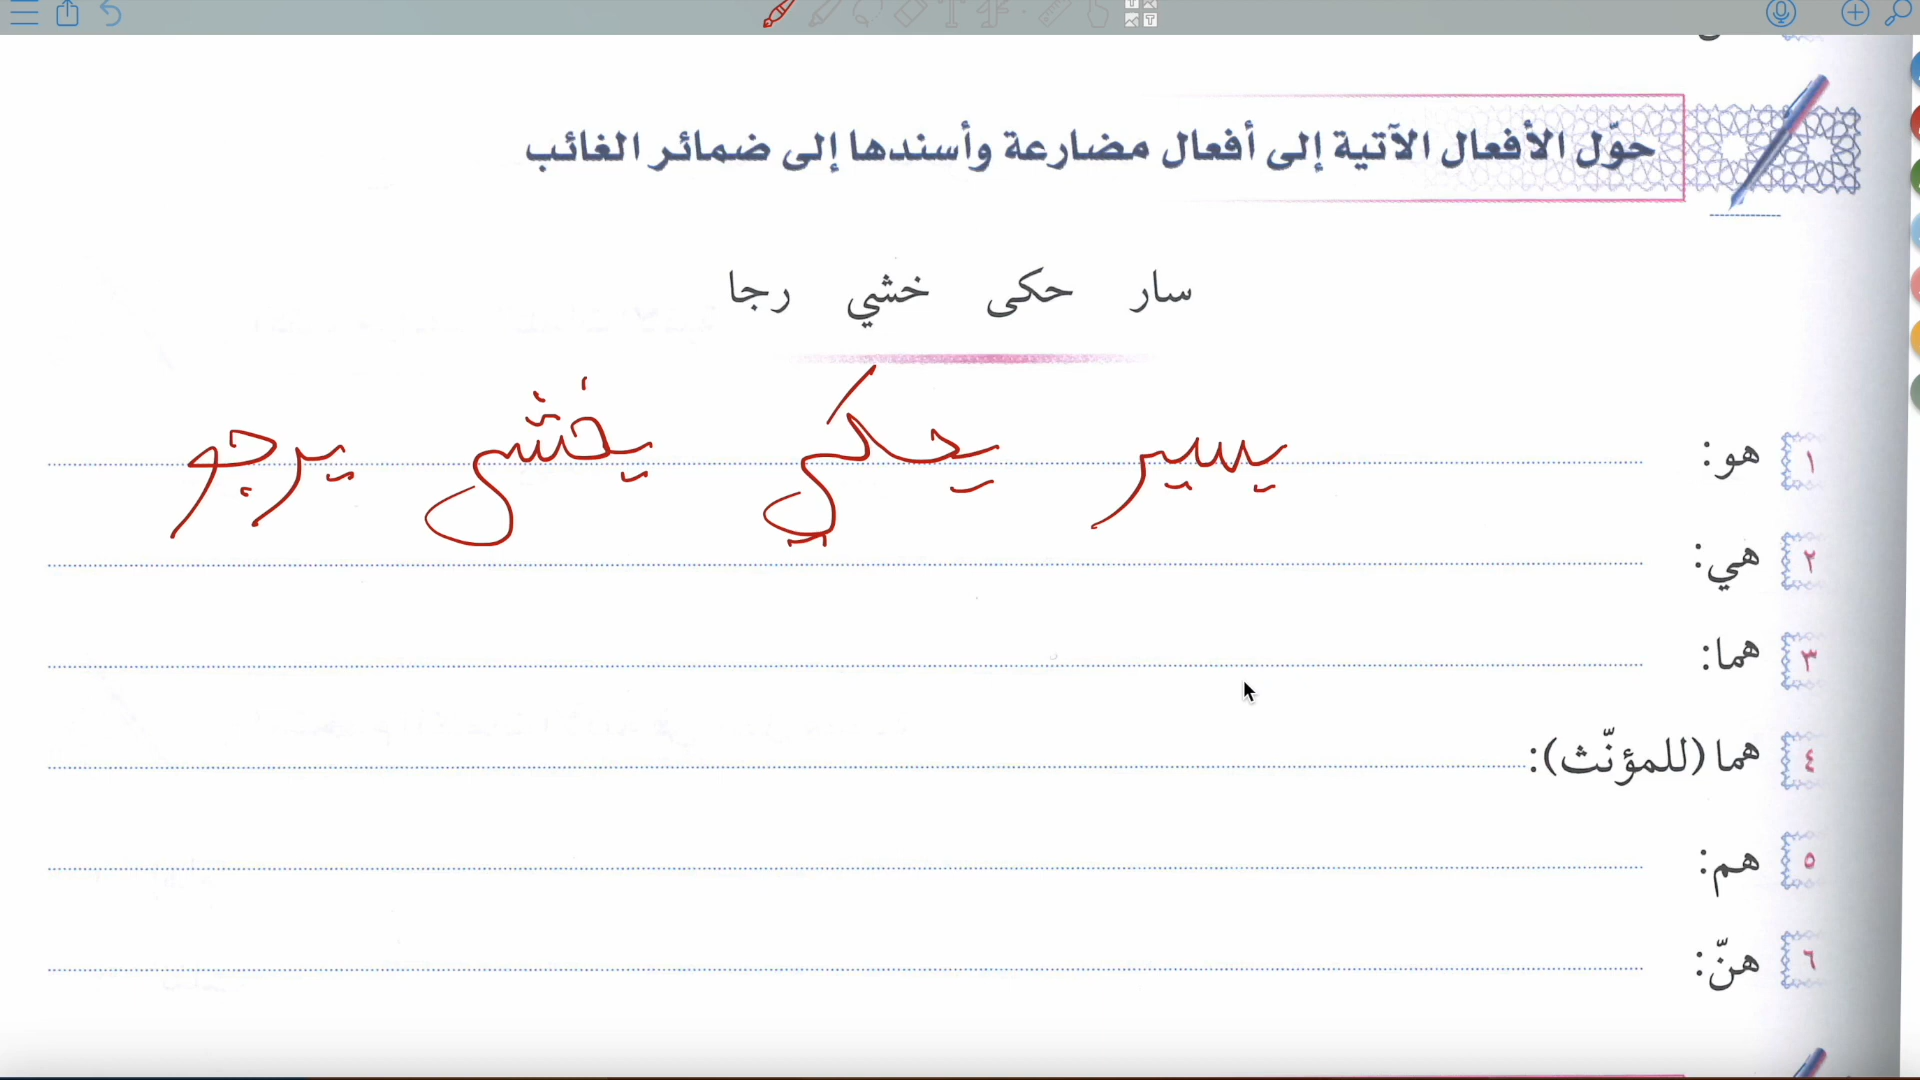 حوّل الأفعال الآتية إلى أفعال مضارعة وأسندها إلى ضمائر الغائب
سار حكى خشي رجا
١ هو: يسير يحكي يخشى يرجو
٢ هي:
٣ هما:
٤ هما (للمؤنّث):
٥ هم:
٦ هنّ: